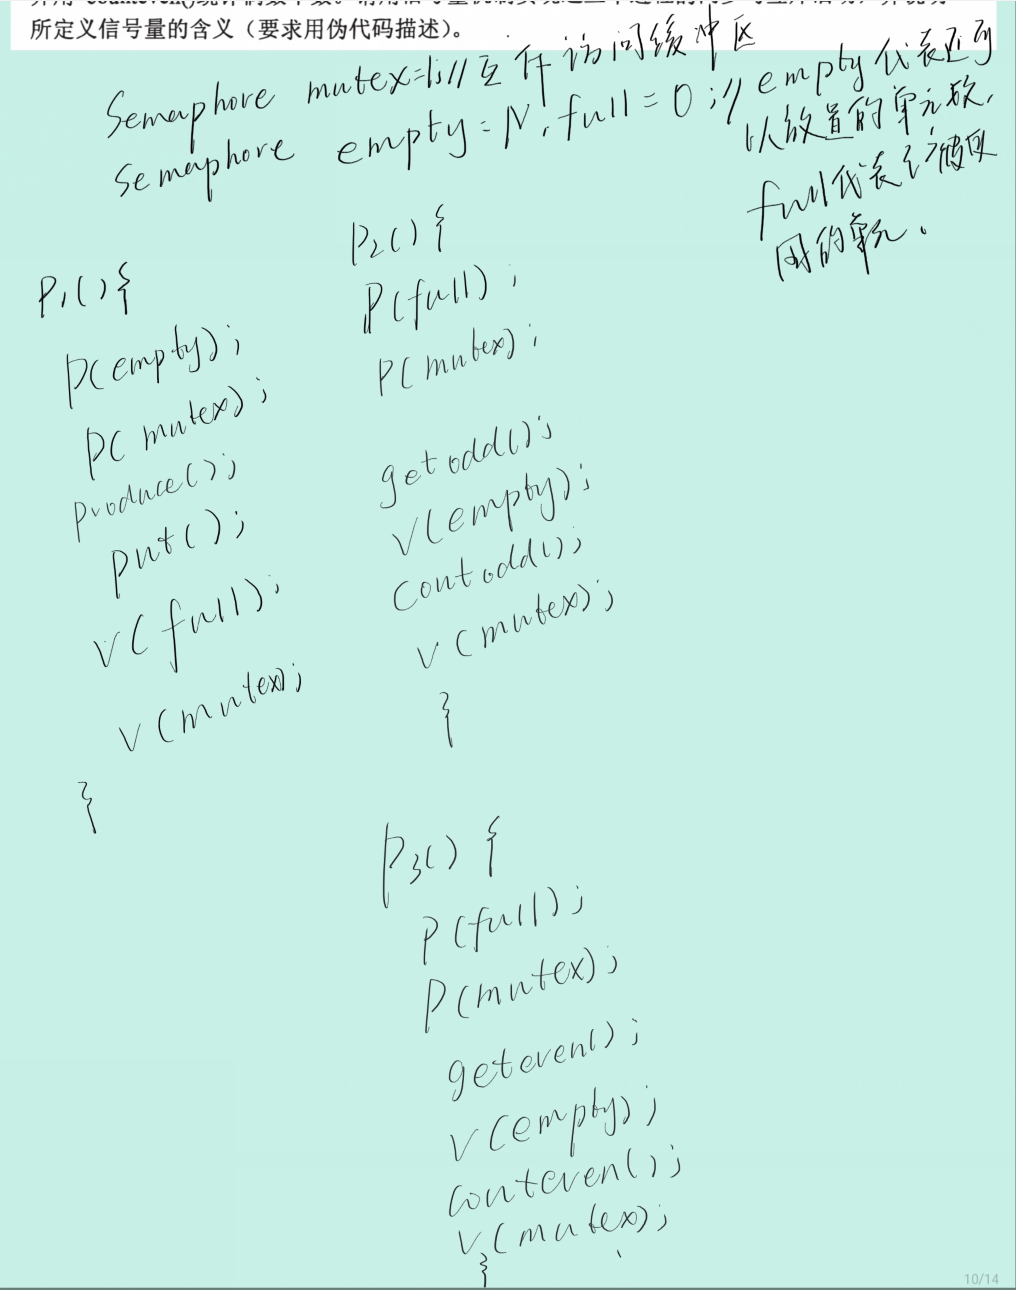 所定义信号量的含义（要求用伪代码描述）。
Semaphore mutex=1;//互斥访问缓冲区
semaphore empty=N,full=0;//empty代表还可
以放置的单元数,
full代表已被
用的单元。
P1(){
P(empty);
P(mutex);
produce();
put();
V(full);
V(mutex);
}
P2(){
P(full);
P(mutex);
getodd();
V(empty);
contodd();
V(mutex);
}
P3(){
P(full);
P(mutex);
geteven();
V(empty);
conteven();
V(mutex);
}
10/14